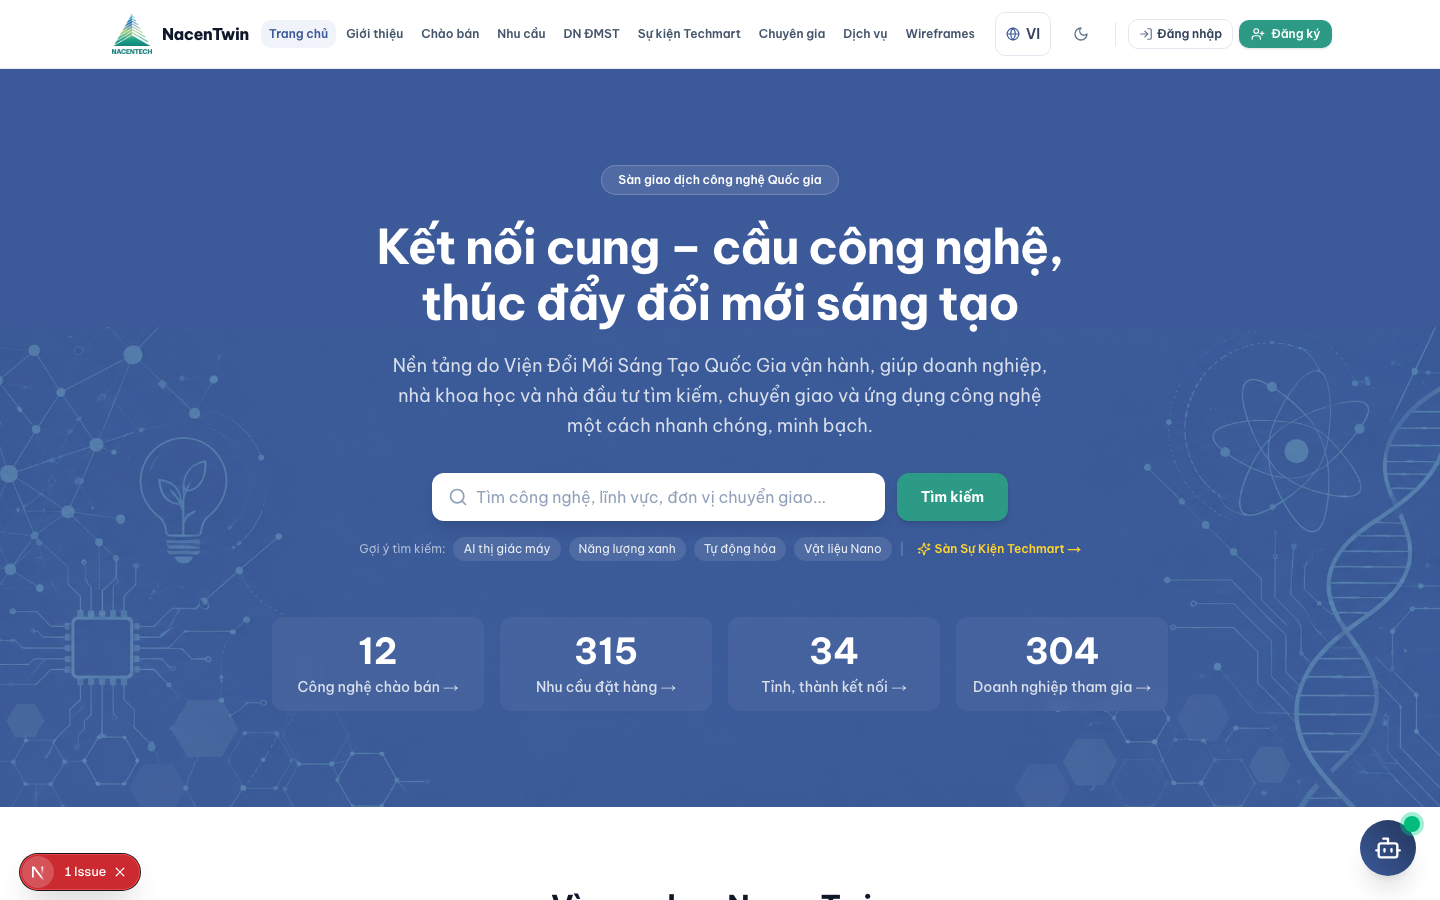 NACENTECH
NacenTwin
Trang chủ
Giới thiệu
Chào bán
Nhu cầu
DN ĐMST
Sự kiện Techmart
Chuyên gia
Dịch vụ
Wireframes
VI
Đăng nhập
Đăng ký
Sàn giao dịch công nghệ Quốc gia
Kết nối cung – cầu công nghệ,
thúc đẩy đổi mới sáng tạo
Nền tảng do Viện Đổi Mới Sáng Tạo Quốc Gia vận hành, giúp doanh nghiệp,
nhà khoa học và nhà đầu tư tìm kiếm, chuyển giao và ứng dụng công nghệ
một cách nhanh chóng, minh bạch.
Tìm công nghệ, lĩnh vực, đơn vị chuyển giao...
Tìm kiếm
Gợi ý tìm kiếm:
AI thị giác máy
Năng lượng xanh
Tự động hóa
Vật liệu Nano
|
Sàn Sự Kiện Techmart →
12
Công nghệ chào bán →
315
Nhu cầu đặt hàng →
34
Tỉnh, thành kết nối →
304
Doanh nghiệp tham gia →
N
1 Issue